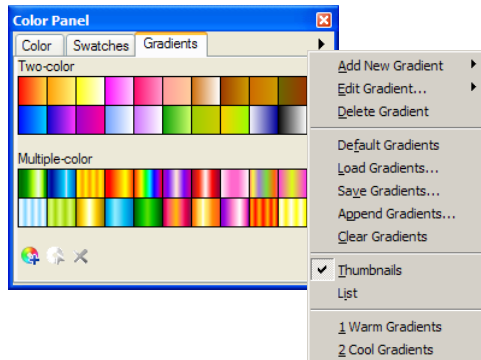 Color Panel
Color Swatches Gradients
Two-color
Multiple-color
Add New Gradient
Edit Gradient...
Delete Gradient
Default Gradients
Load Gradients...
Save Gradients...
Append Gradients...
Clear Gradients
Thumbnails
List
1 Warm Gradients
2 Cool Gradients